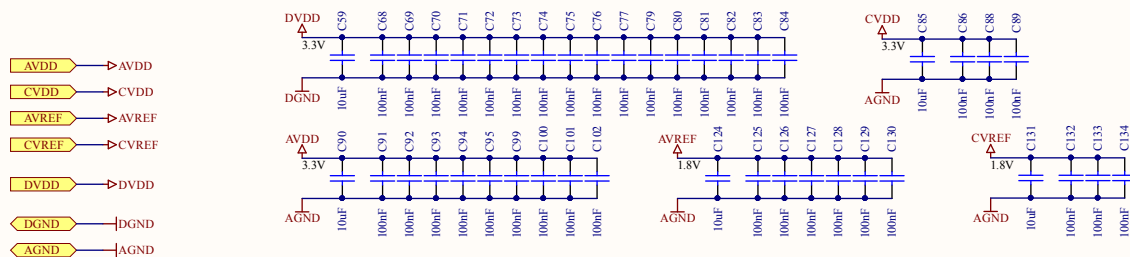 AVDD AVDD
CVDD CVDD
AVREF AVREF
CVREF CVREF
DVDD DVDD
DGND DGND
AGND AGND
DVDD
3.3V
DGND
C59 C68 C69 C70 C71 C72 C73 C74 C75 C76 C77 C79 C80 C81 C82 C83 C84
10uF 100nF 100nF 100nF 100nF 100nF 100nF 100nF 100nF 100nF 100nF 100nF 100nF 100nF 100nF 100nF 100nF
CVDD
3.3V
AGND
C85 C86 C88 C89
10uF 100nF 100nF 100nF
AVDD
3.3V
AGND
C90 C91 C92 C93 C94 C95 C99 C100 C101 C102
10uF 100nF 100nF 100nF 100nF 100nF 100nF 100nF 100nF 100nF
AVREF
1.8V
AGND
C124 C125 C126 C127 C128 C129 C130
10uF 100nF 100nF 100nF 100nF 100nF 100nF
CVREF
1.8V
AGND
C131 C132 C133 C134
10uF 100nF 100nF 100nF